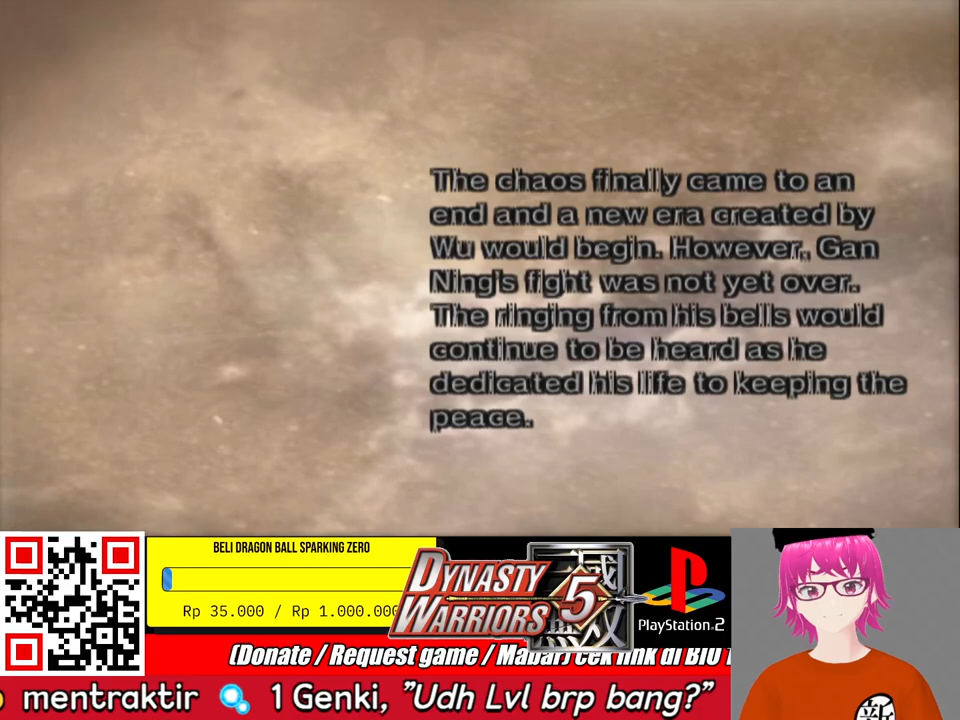 The chaos finally came to an
end and a new era created by
Wu would begin. However, Gan
Ning's fight was not yet over.
The ringing from his bells would
continue to be heard as he
dedicated his life to keeping the
peace.
BELI DRAGON BALL SPARKING ZERO
Rp 35.000 / Rp 1.000.000
DYNASTY
WARRIORS 5
PlayStation 2
(Donate / Request game / Mabar) cek link di BIO
mentraktir 1 Genki, "Udh Lvl brp bang?"
新